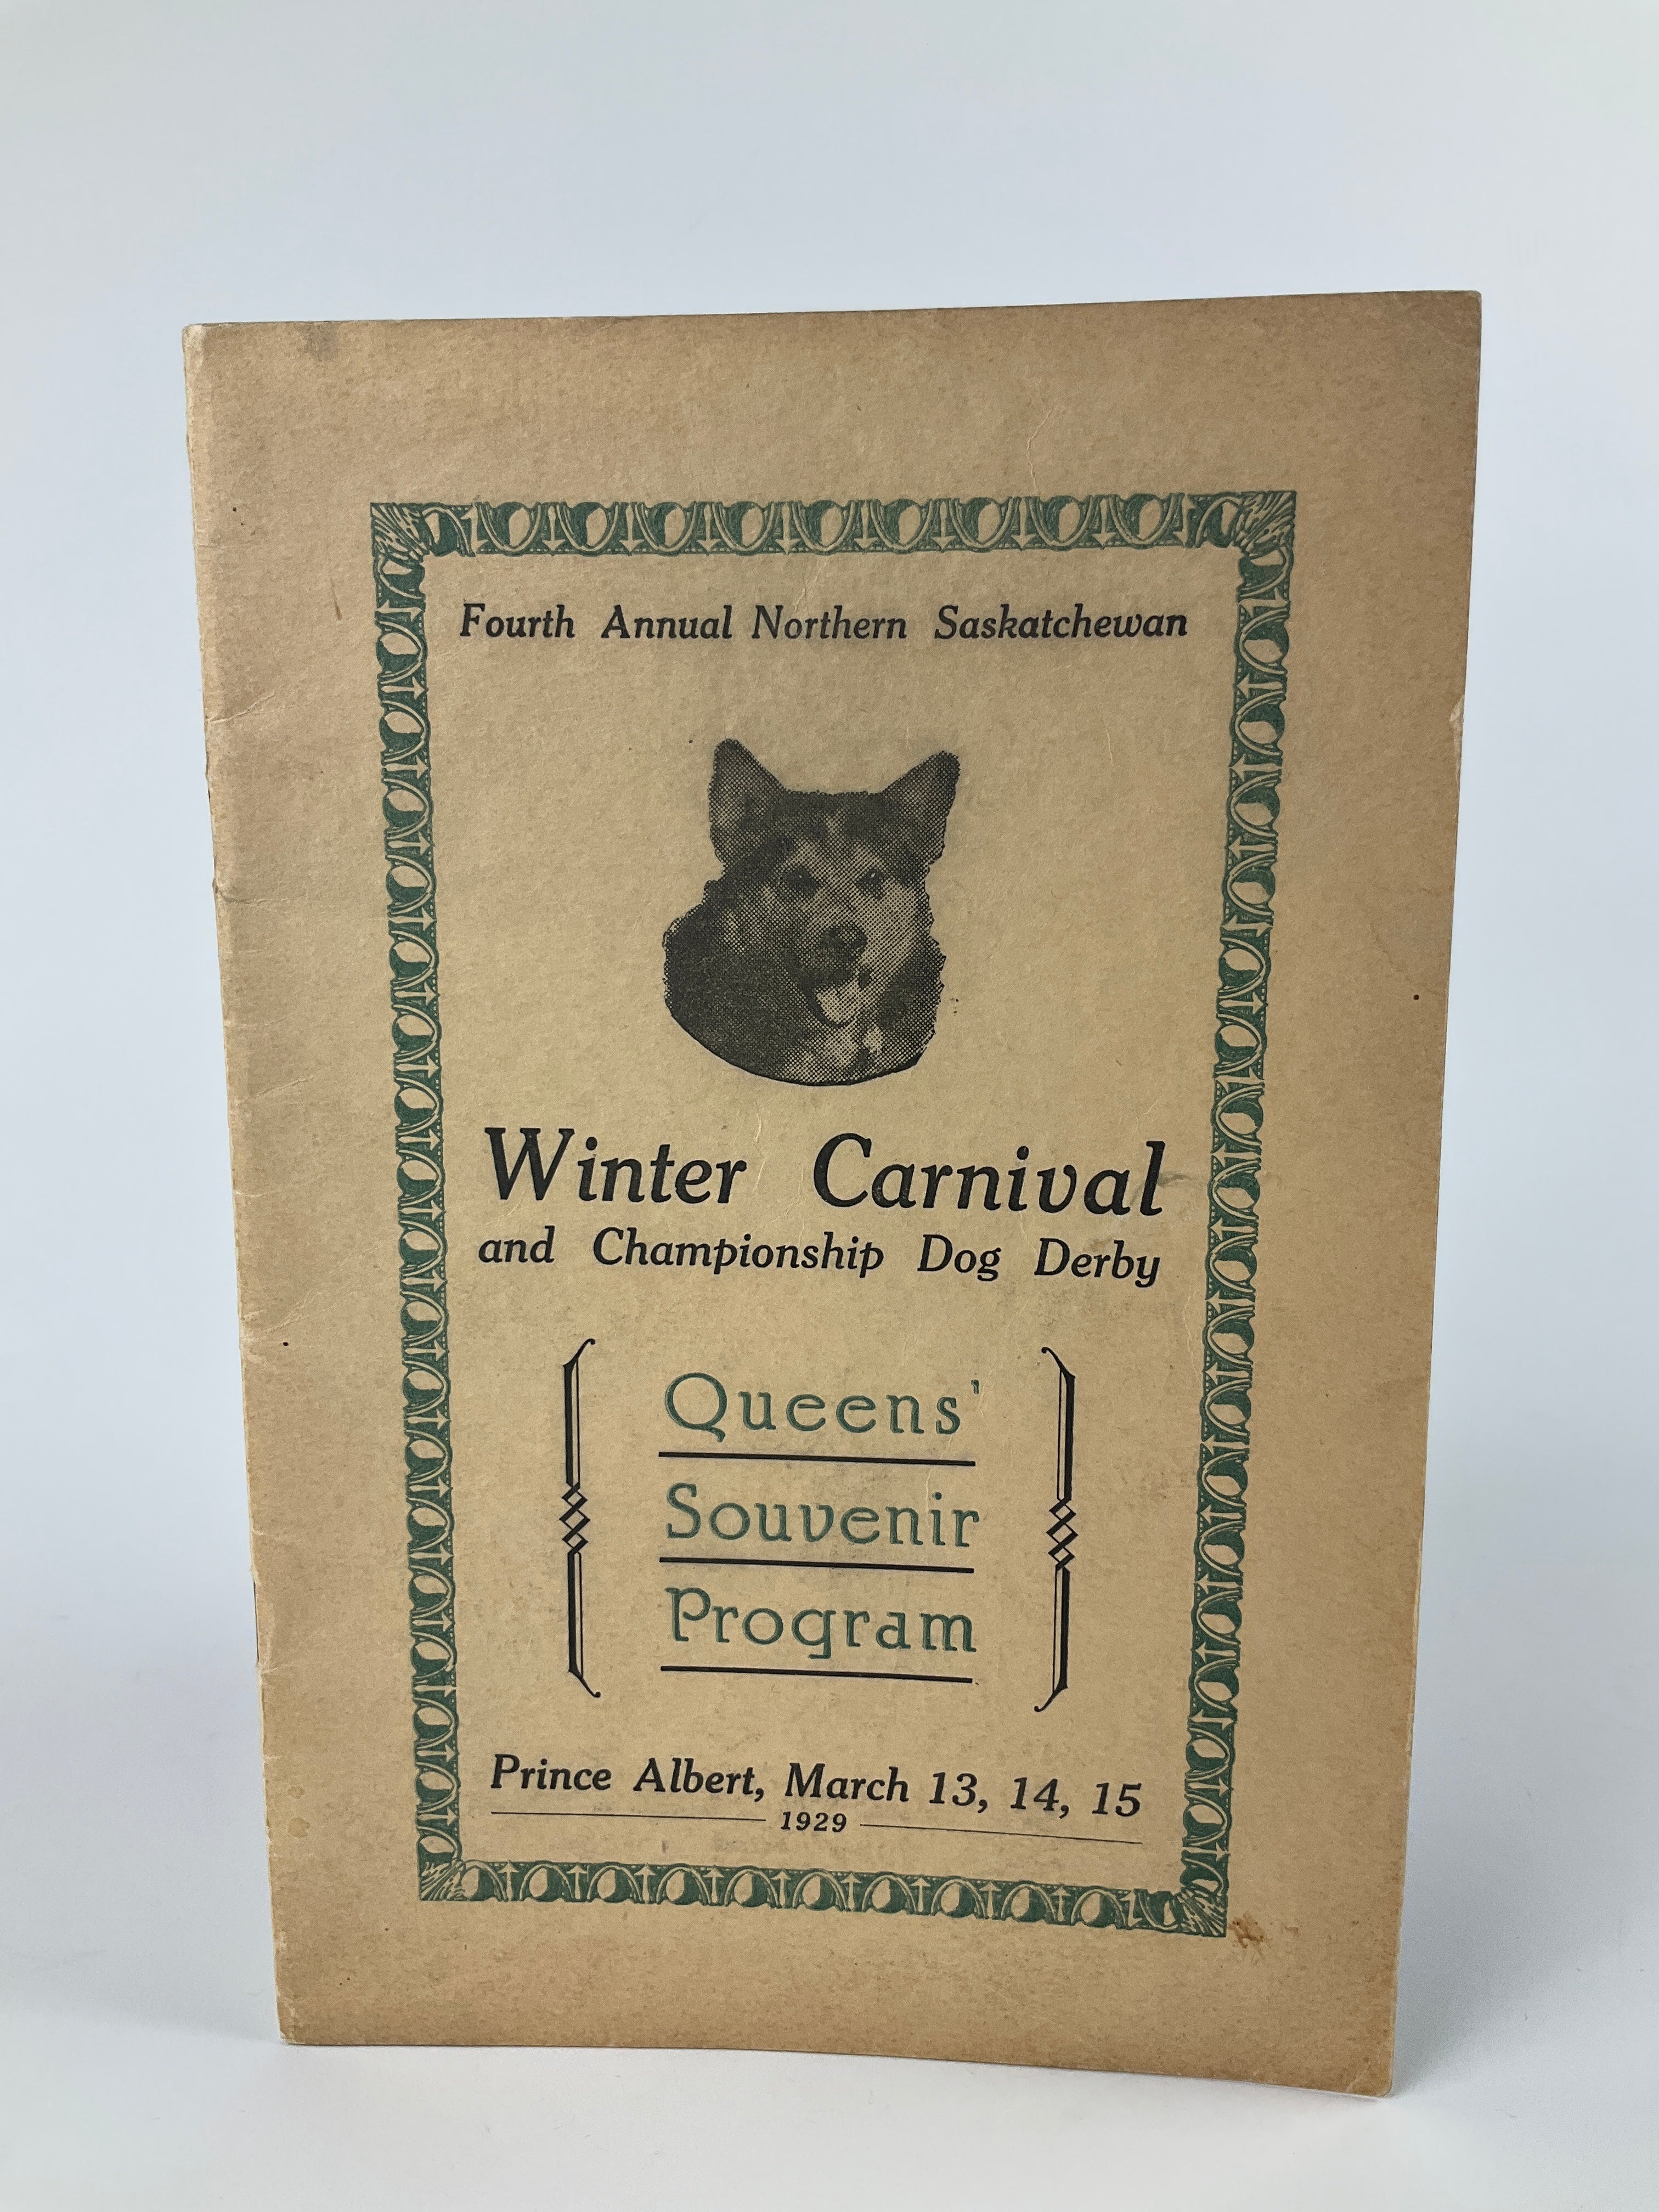 Fourth Annual Northern Saskatchewan
Winter Carnival
and Championship Dog Derby
Queens'
Souvenir
Program
Prince Albert, March 13, 14, 15
1929